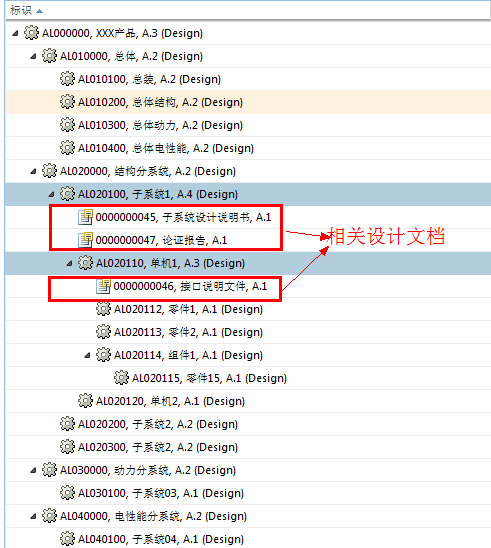 标识
AL000000, XXX产品, A.3 (Design)
AL010000, 总体, A.2 (Design)
AL010100, 总装, A.2 (Design)
AL010200, 总体结构, A.2 (Design)
AL010300, 总体动力, A.2 (Design)
AL010400, 总体电性能, A.2 (Design)
AL020000, 结构分系统, A.2 (Design)
AL020100, 子系统1, A.4 (Design)
0000000045, 子系统设计说明书, A.1
0000000047, 论证报告, A.1
相关设计文档
AL020110, 单机1, A.3 (Design)
0000000046, 接口说明文件, A.1
AL020112, 零件1, A.1 (Design)
AL020113, 零件2, A.1 (Design)
AL020114, 组件1, A.1 (Design)
AL020115, 零件15, A.1 (Design)
AL020120, 单机2, A.1 (Design)
AL020200, 子系统2, A.2 (Design)
AL020300, 子系统2, A.2 (Design)
AL030000, 动力分系统, A.2 (Design)
AL030100, 子系统03, A.1 (Design)
AL040000, 电性能分系统, A.2 (Design)
AL040100, 子系统04, A.1 (Design)